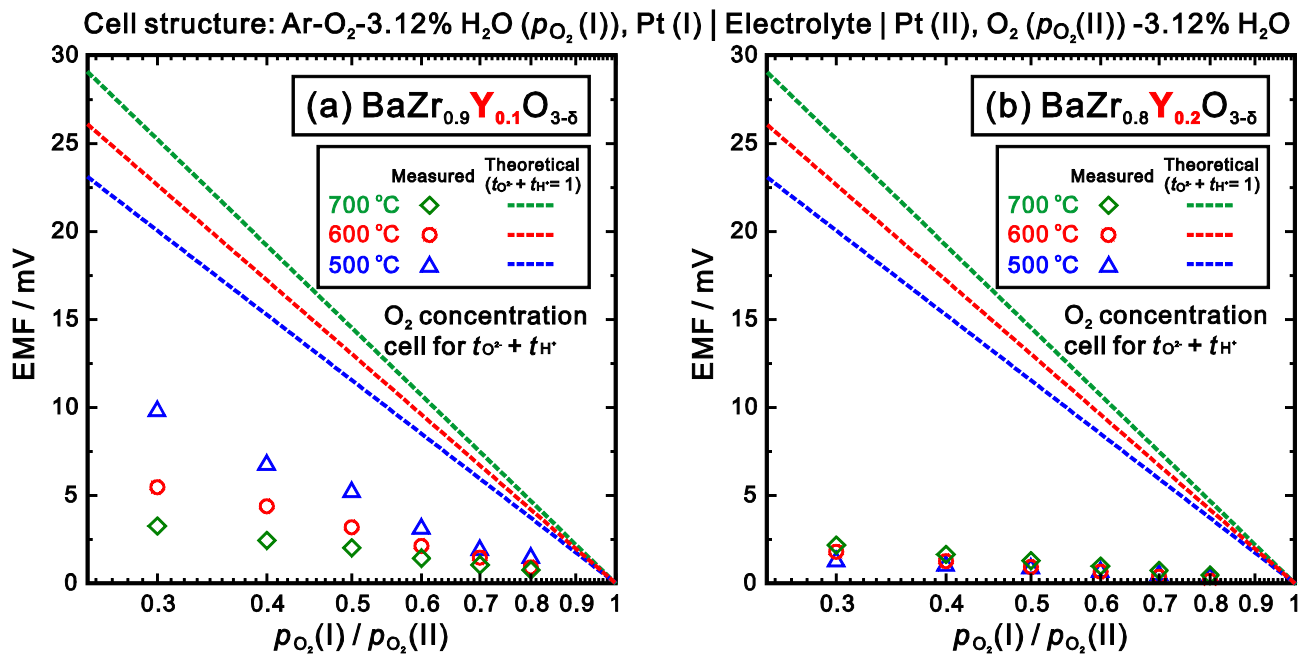 Cell structure: Ar-O₂-3.12% H₂O (pO₂(I)), Pt (I) | Electrolyte | Pt (II), O₂ (pO₂(II)) -3.12% H₂O
EMF / mV
30
25
20
15
10
5
0
(a) BaZr₀.₉Y₀.₁O₃₋δ
Measured Theoretical
(tO²⁻ + tH⁺= 1)
700 °C
600 °C
500 °C
O₂ concentration
cell for tO²⁻ + tH⁺
0.3 0.4 0.5 0.6 0.7 0.8 0.9 1
pO₂(I) / pO₂(II)
EMF / mV
30
25
20
15
10
5
0
(b) BaZr₀.₈Y₀.₂O₃₋δ
Measured Theoretical
(tO²⁻ + tH⁺= 1)
700 °C
600 °C
500 °C
O₂ concentration
cell for tO²⁻ + tH⁺
0.3 0.4 0.5 0.6 0.7 0.8 0.9 1
pO₂(I) / pO₂(II)